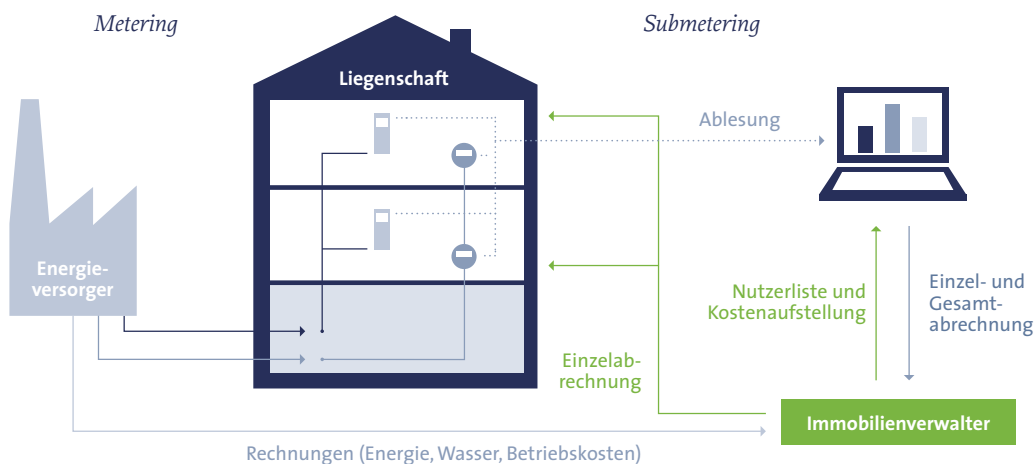 Metering
Submetering
Liegenschaft
Ablesung
Energie-
versorger
Nutzerliste und
Kostenaufstellung
Einzel- und
Gesamt-
abrechnung
Einzelab-
rechnung
Immobilienverwalter
Rechnungen (Energie, Wasser, Betriebskosten)